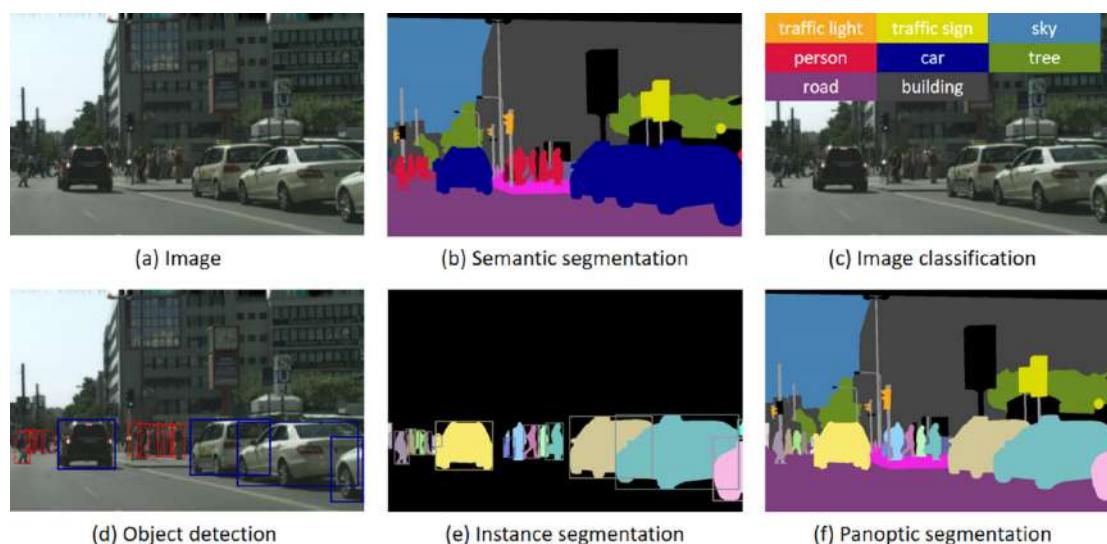 traffic light traffic sign sky
person car tree
road building
(a) Image (b) Semantic segmentation (c) Image classification
(d) Object detection (e) Instance segmentation (f) Panoptic segmentation